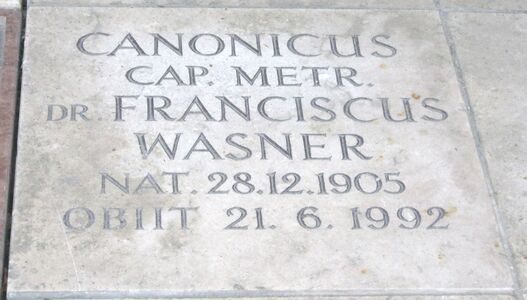 CANONICUS
CAP. METR.
DR FRANCISCUS
WASNER
NAT. 28.12.1905
OBIIT 21. 6. 1992